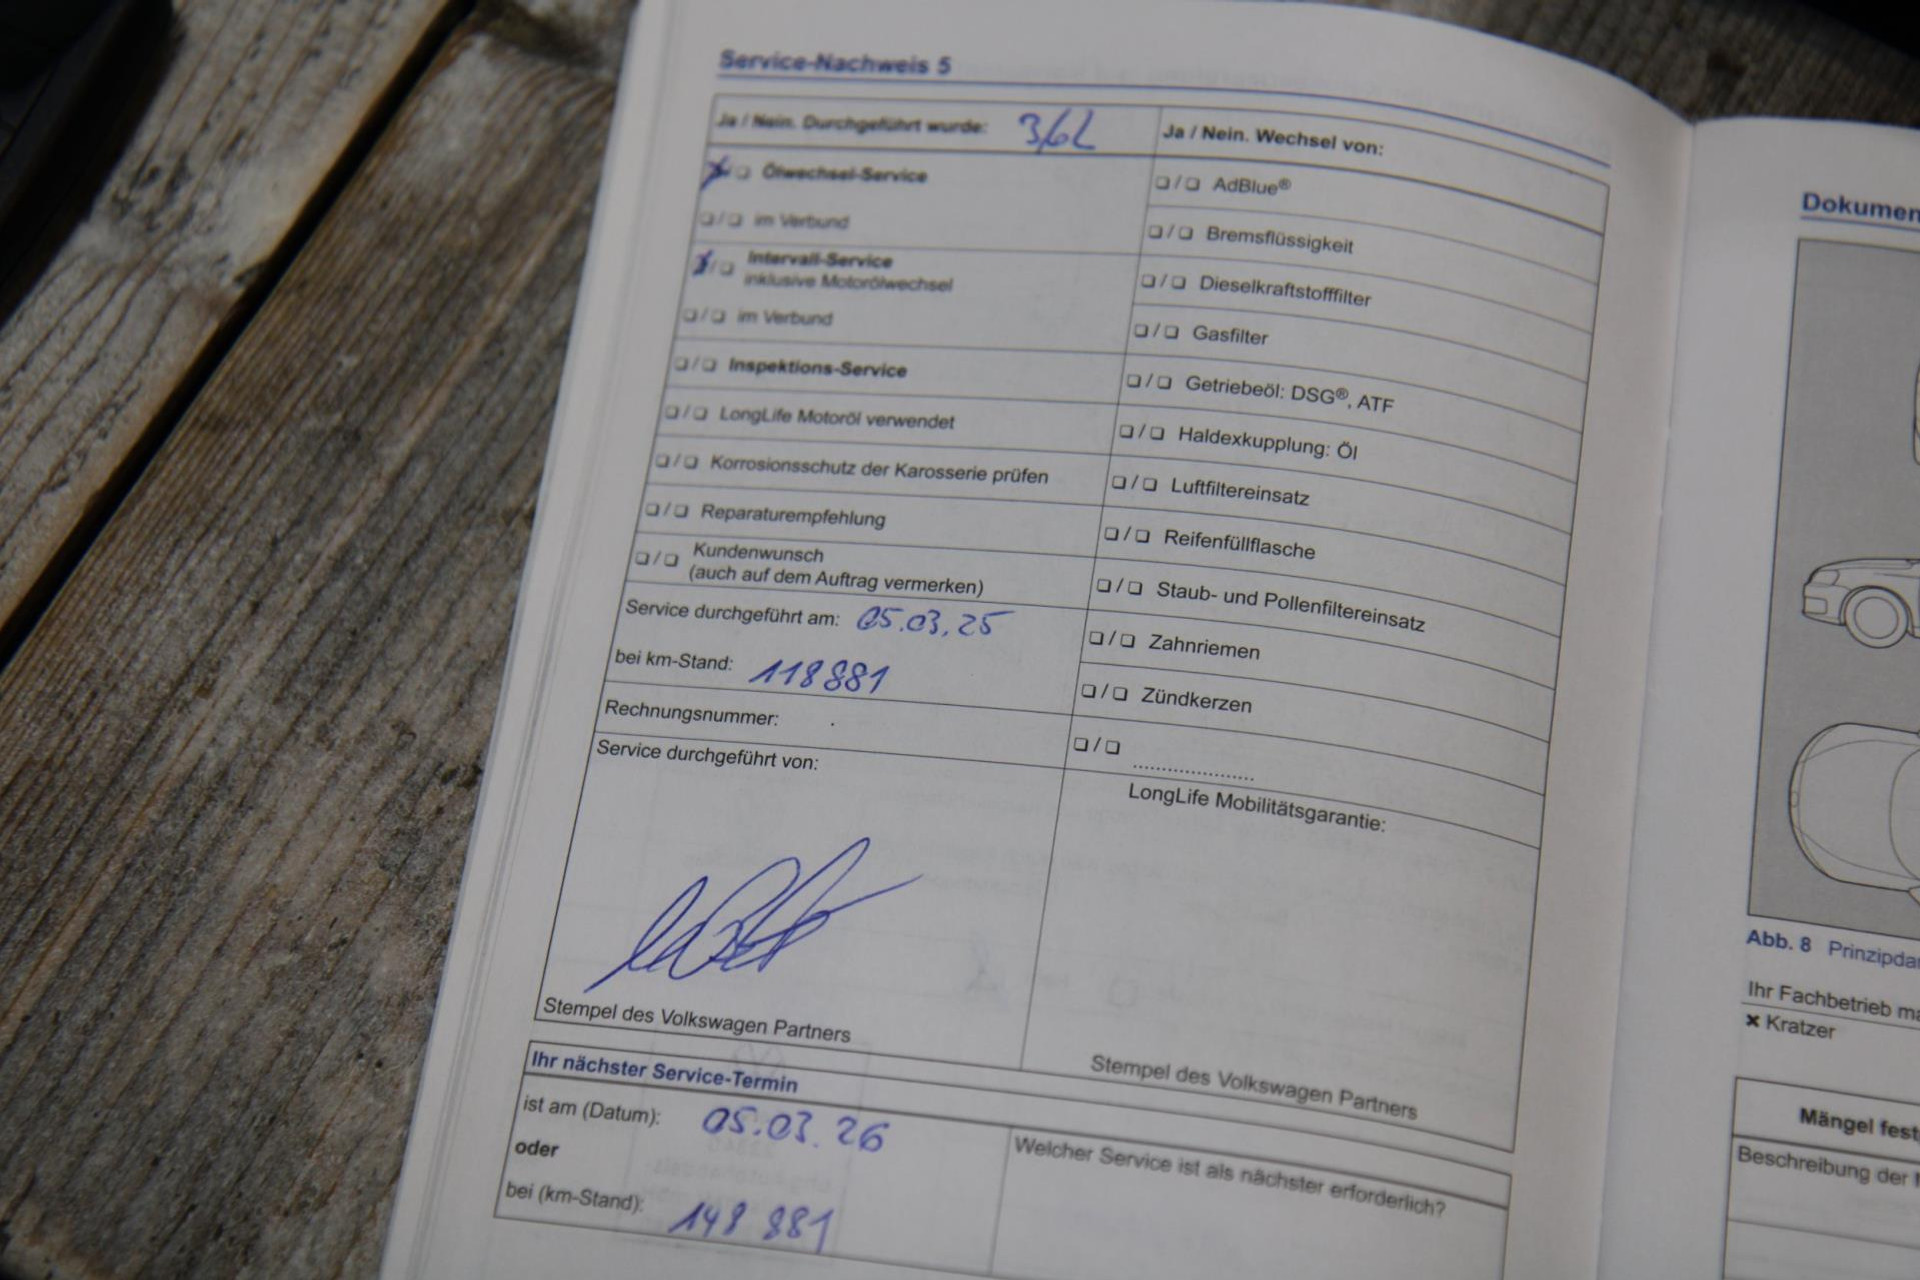 Service-Nachweis 5
Ja / Nein. Durchgeführt wurde: 3,6L
❏ / ❏ Ölwechsel-Service
❏ / ❏ im Verbund
❏ / ❏ Intervall-Service
inklusive Motorölwechsel
❏ / ❏ im Verbund
❏ / ❏ Inspektions-Service
❏ / ❏ LongLife Motoröl verwendet
❏ / ❏ Korrosionsschutz der Karosserie prüfen
❏ / ❏ Reparaturempfehlung
❏ / ❏ Kundenwunsch
(auch auf dem Auftrag vermerken)
Service durchgeführt am: 05.03.25
bei km-Stand: 118881
Rechnungsnummer:
Service durchgeführt von:
Stempel des Volkswagen Partners
Ja / Nein. Wechsel von:
❏ / ❏ AdBlue®
❏ / ❏ Bremsflüssigkeit
❏ / ❏ Dieselkraftstofffilter
❏ / ❏ Gasfilter
❏ / ❏ Getriebeöl: DSG®, ATF
❏ / ❏ Haldexkupplung: Öl
❏ / ❏ Luftfiltereinsatz
❏ / ❏ Reifenfüllflasche
❏ / ❏ Staub- und Pollenfiltereinsatz
❏ / ❏ Zahnriemen
❏ / ❏ Zündkerzen
❏ / ❏ .....................
LongLife Mobilitätsgarantie:
Stempel des Volkswagen Partners
Ihr nächster Service-Termin
ist am (Datum): 05.03.26
oder
bei (km-Stand): 148 881
Welcher Service ist als nächster erforderlich?
Dokumen
Abb. 8 Prinzipda
Ihr Fachbetrieb ma
× Kratzer
Mängel fest
Beschreibung der